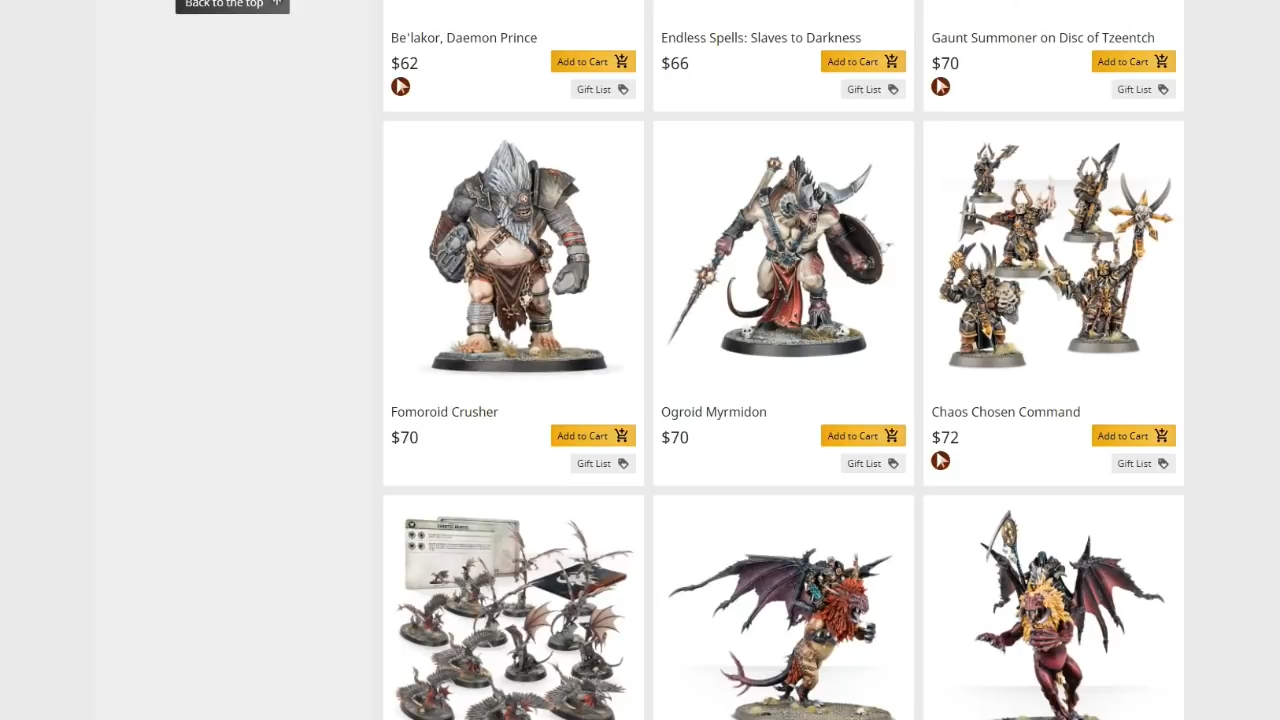 Back to the top
Be'lakor, Daemon Prince
$62
Add to Cart
Gift List
Endless Spells: Slaves to Darkness
$66
Add to Cart
Gift List
Gaunt Summoner on Disc of Tzeentch
$70
Add to Cart
Gift List
Fomoroid Crusher
$70
Add to Cart
Gift List
Ogroid Myrmidon
$70
Add to Cart
Gift List
Chaos Chosen Command
$72
Add to Cart
Gift List